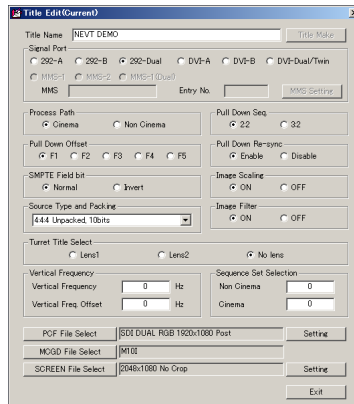 Title Edit(Current)
Title Name NEVT DEMO Title Make
Signal Port
292-A 292-B 292-Dual DVI-A DVI-B DVI-Dual/Twin
MMS-1 MMS-2 MMS-1(Dual)
MMS Entry No. MMS Setting
Process Path Pull Down Seq.
Cinema Non Cinema 2:2 3:2
Pull Down Offset Pull Down Re-sync
F1 F2 F3 F4 F5 Enable Disable
SMPTE Field bit Image Scaling
Normal Invert ON OFF
Source Type and Packing Image Filter
4:4:4 Unpacked, 10bits ON OFF
Turret Title Select
Lens1 Lens2 No lens
Vertical Frequency Sequence Set Selection
Vertical Frequency 0 Hz Non Cinema 0
Vertical Freq. Offset 0 Hz Cinema 0
PCF File Select SDI DUAL RGB 1920x1080 Post Setting
MCGD File Select M10I
SCREEN File Select 2048x1080 No Crop Setting
Exit